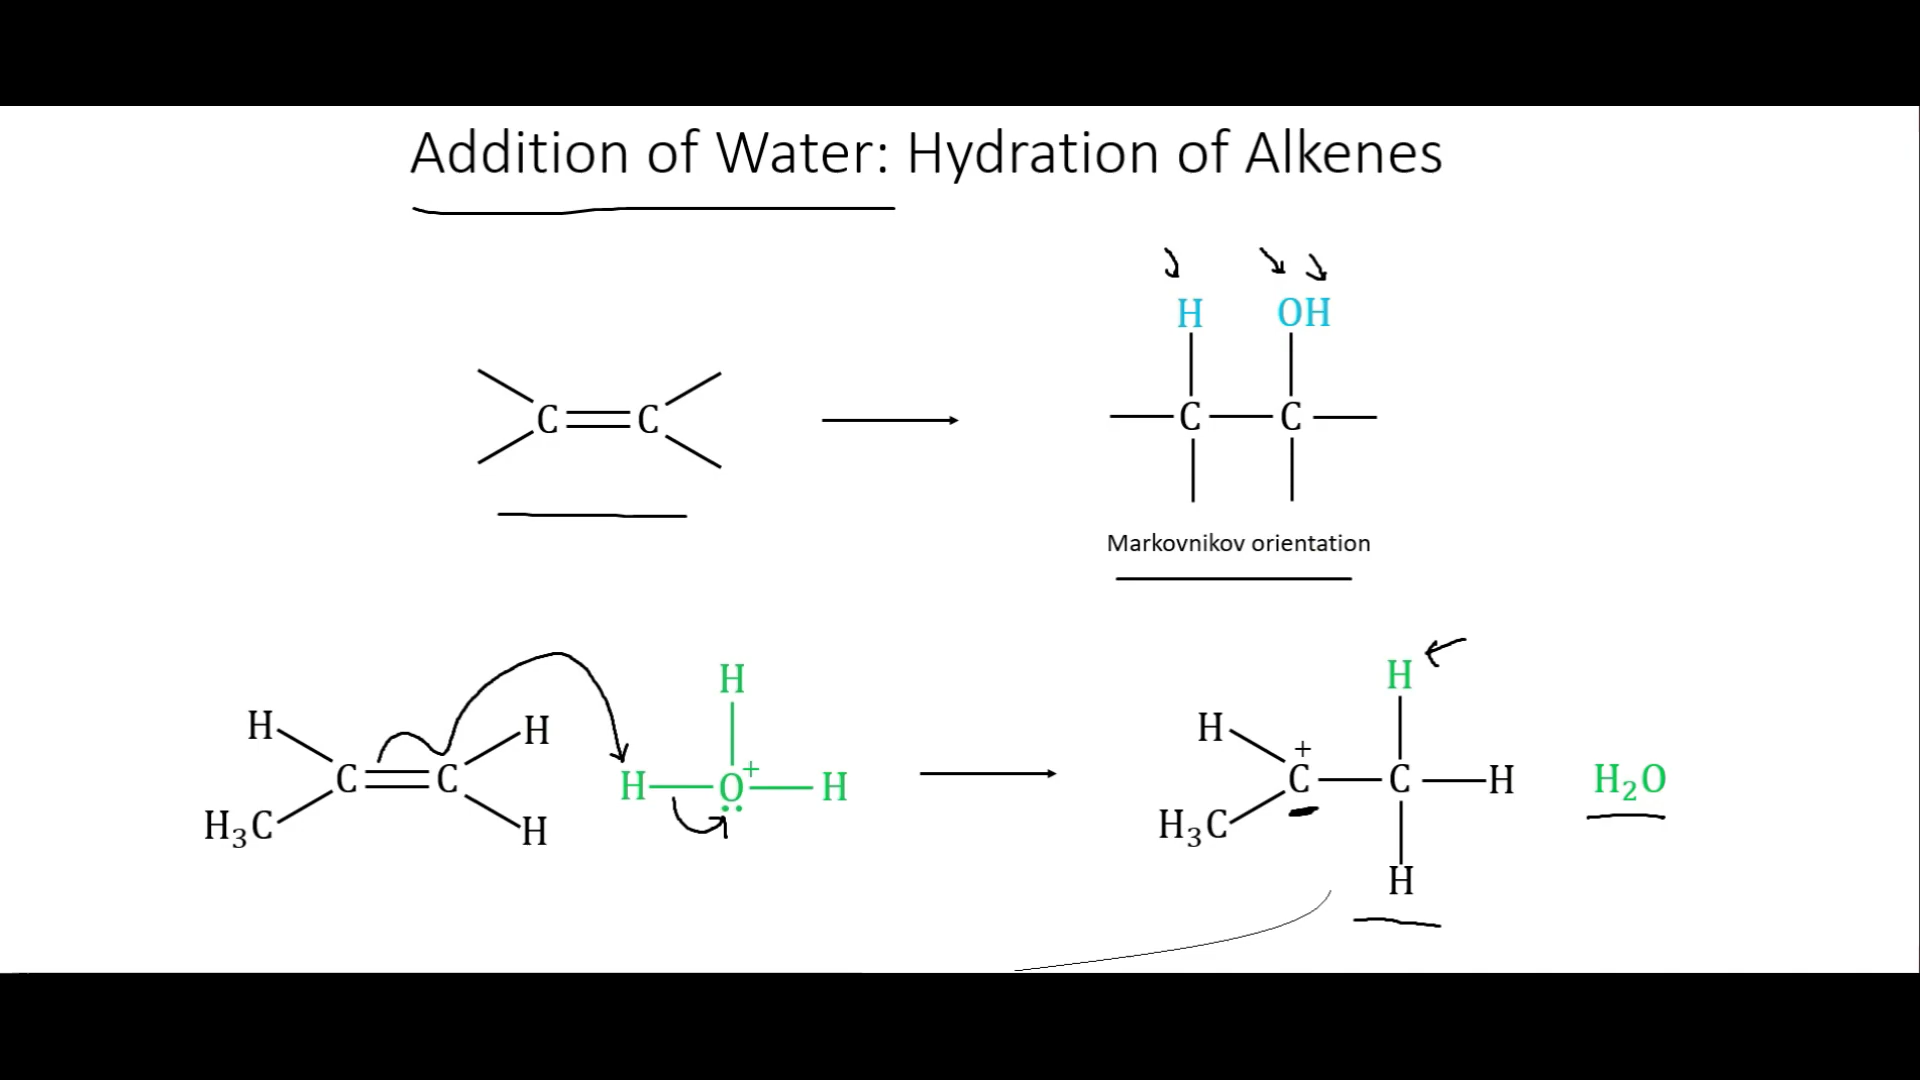 Addition of Water: Hydration of Alkenes
H OH
C C C C
Markovnikov orientation
H H
H H H +
C C H O + H C C H H₂O
H₃C H H₃C
H